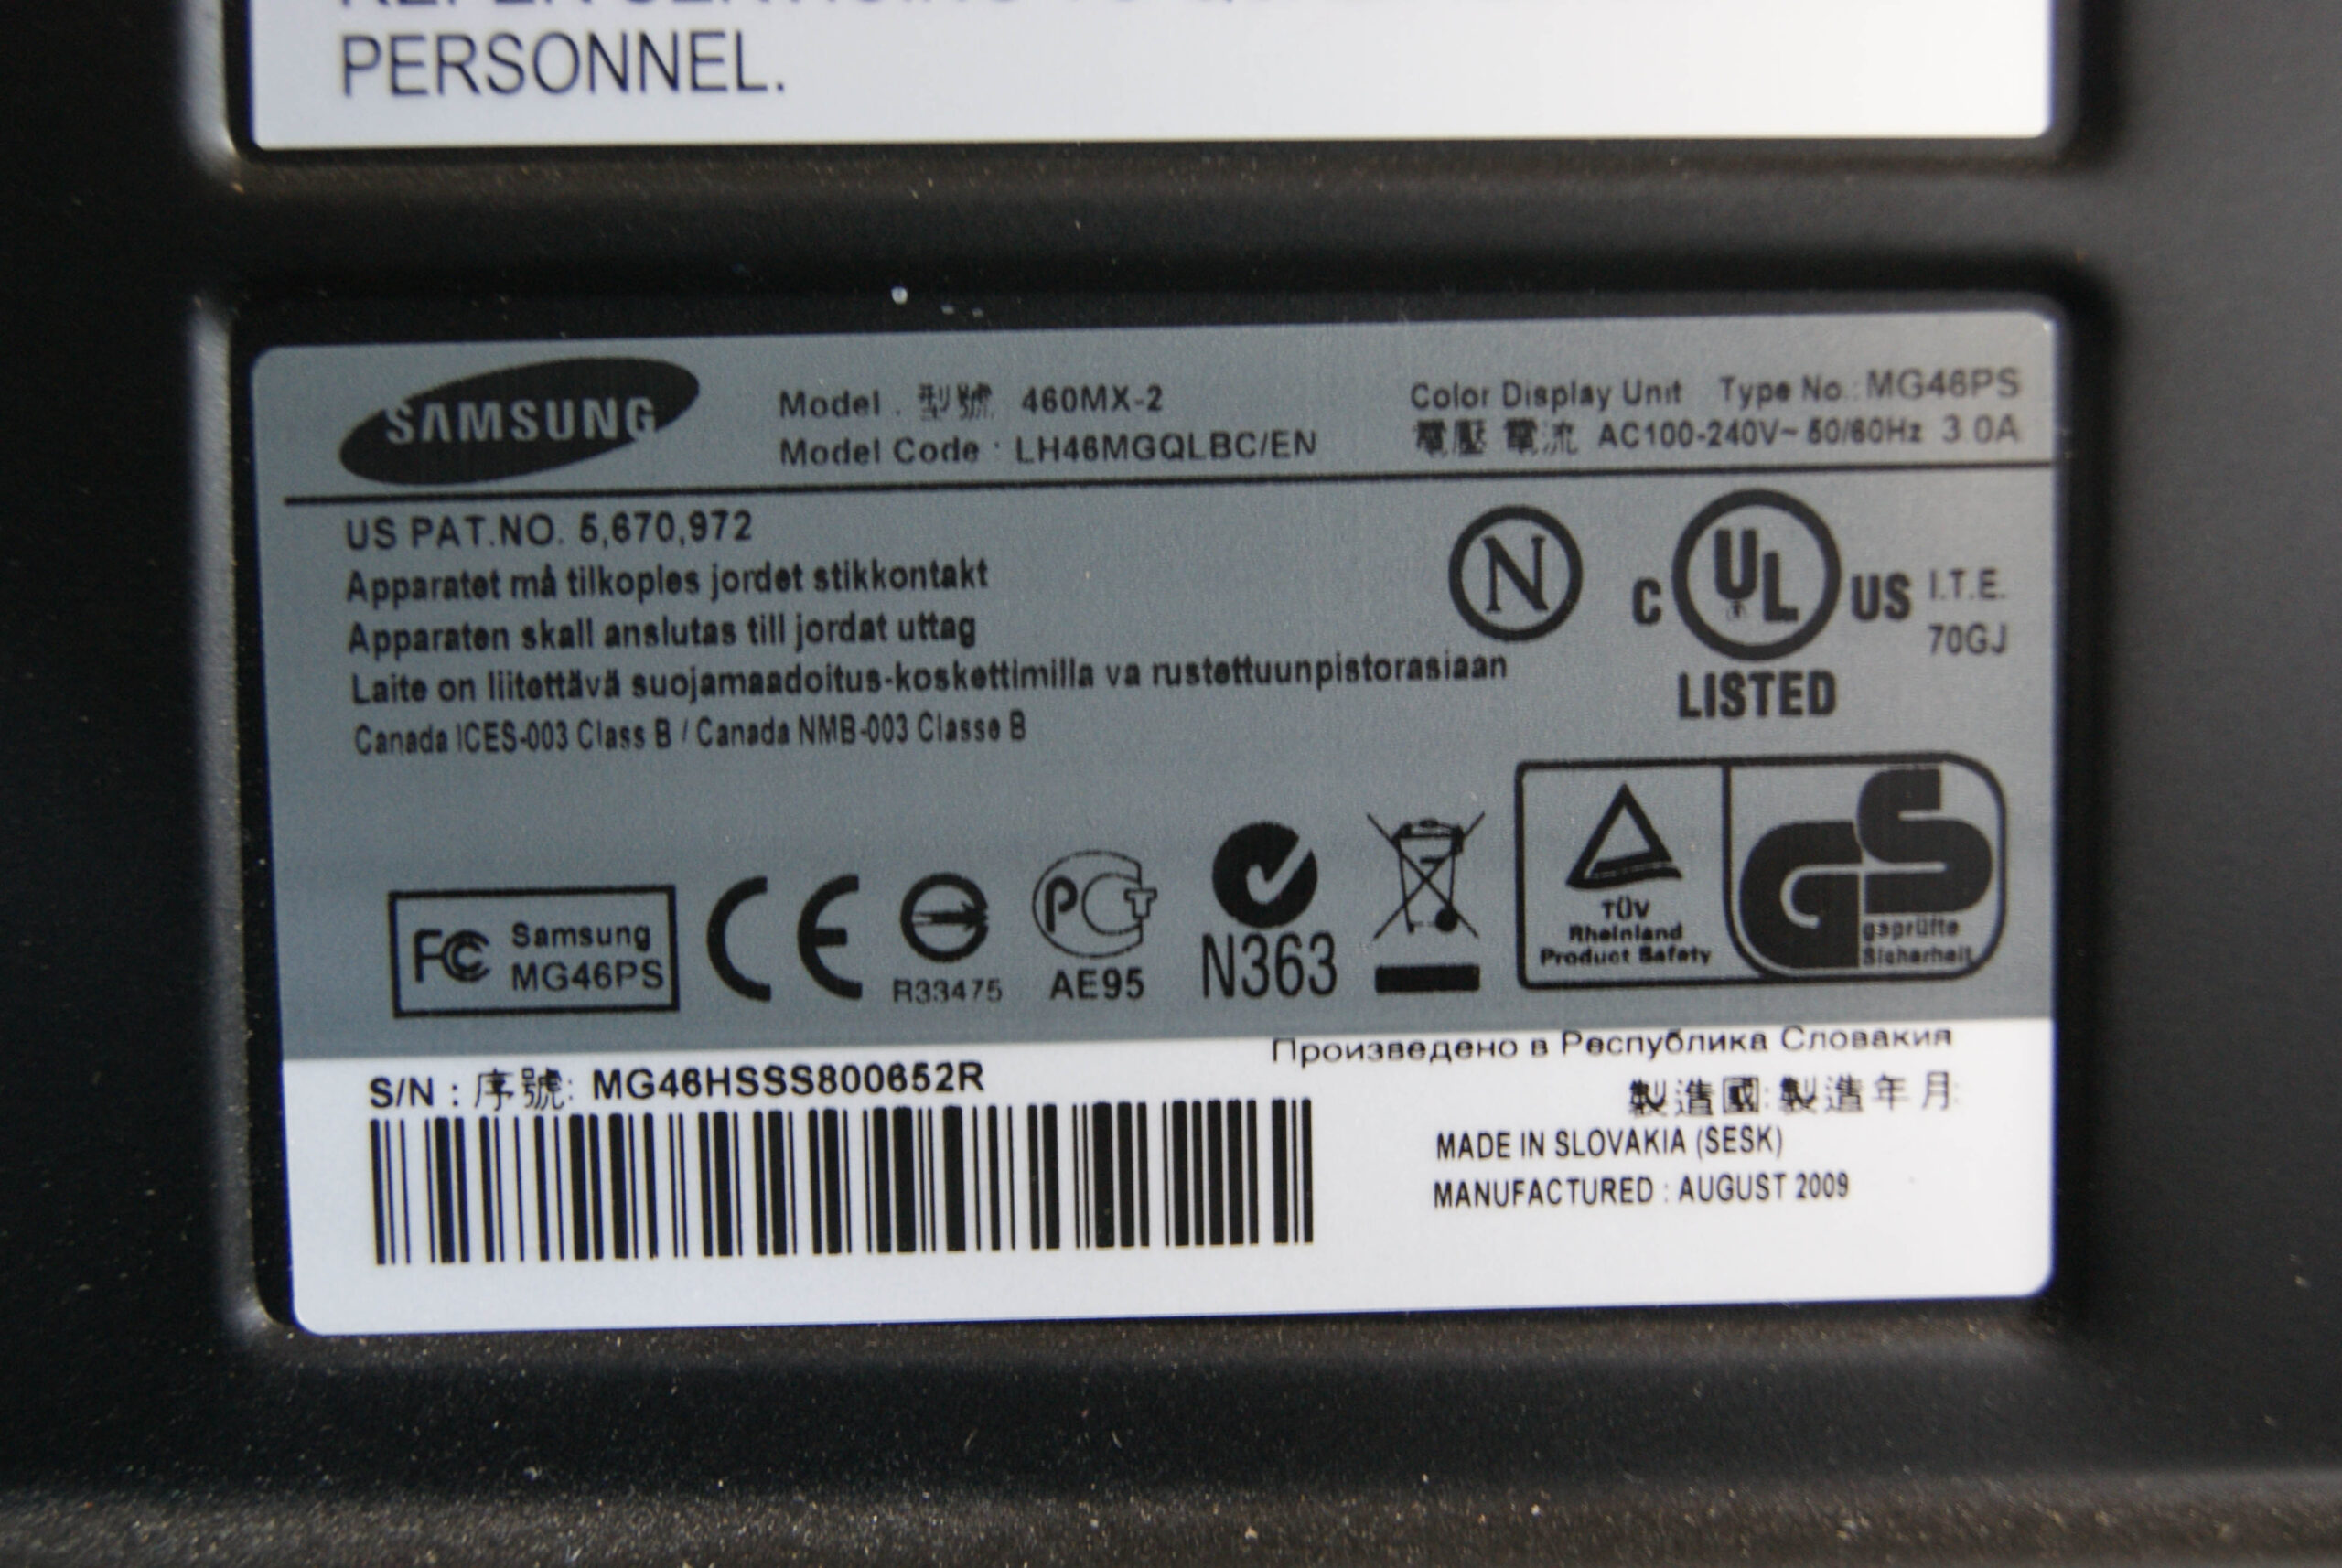 PERSONNEL.
SAMSUNG
Model : 型號: 460MX-2
Model Code : LH46MGQLBC/EN
Color Display Unit Type No.: MG46PS
電壓 電流 AC100-240V~ 50/60Hz 3.0A
US PAT.NO. 5,670,972
Apparatet må tilkoples jordet stikkontakt
Apparaten skall anslutas till jordat uttag
Laite on liitettävä suojamaadoitus-koskettimilla va rustettuunpistorasiaan
Canada ICES-003 Class B / Canada NMB-003 Classe B
N
C UL US
LISTED
I.T.E.
70GJ
FC Samsung
MG46PS
CE
R33475
PCT
AE95
N363
TÜV
Rheinland
Product Safety
GS
geprüfte
Sicherheit
S/N : 序號: MG46HSSS800652R
Произведено в Республика Словакия
製造國: 製造年月:
MADE IN SLOVAKIA (SESK)
MANUFACTURED : AUGUST 2009